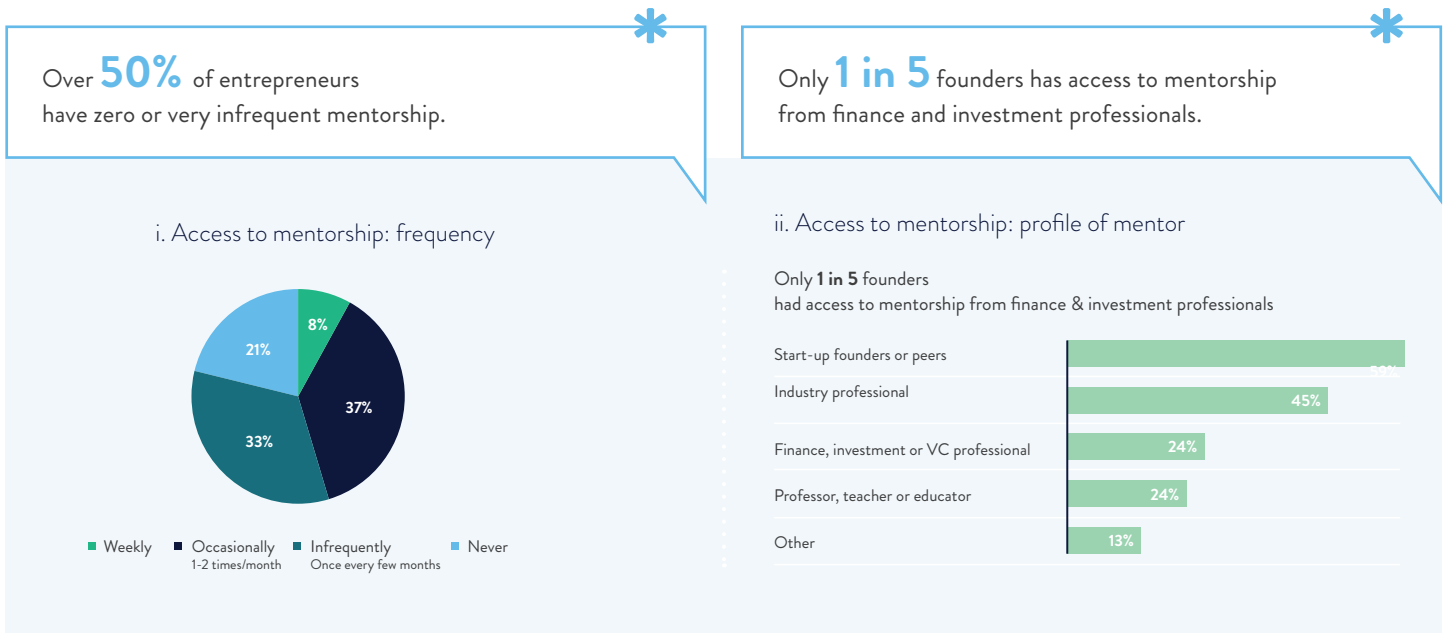 Over 50% of entrepreneurs
have zero or very infrequent mentorship.
Only 1 in 5 founders has access to mentorship
from finance and investment professionals.
i. Access to mentorship: frequency
8%
21%
37%
33%
Weekly
Occasionally
1-2 times/month
Infrequently
Once every few months
Never
ii. Access to mentorship: profile of mentor
Only 1 in 5 founders
had access to mentorship from finance & investment professionals
Start-up founders or peers
59%
Industry professional
45%
Finance, investment or VC professional
24%
Professor, teacher or educator
24%
Other
13%